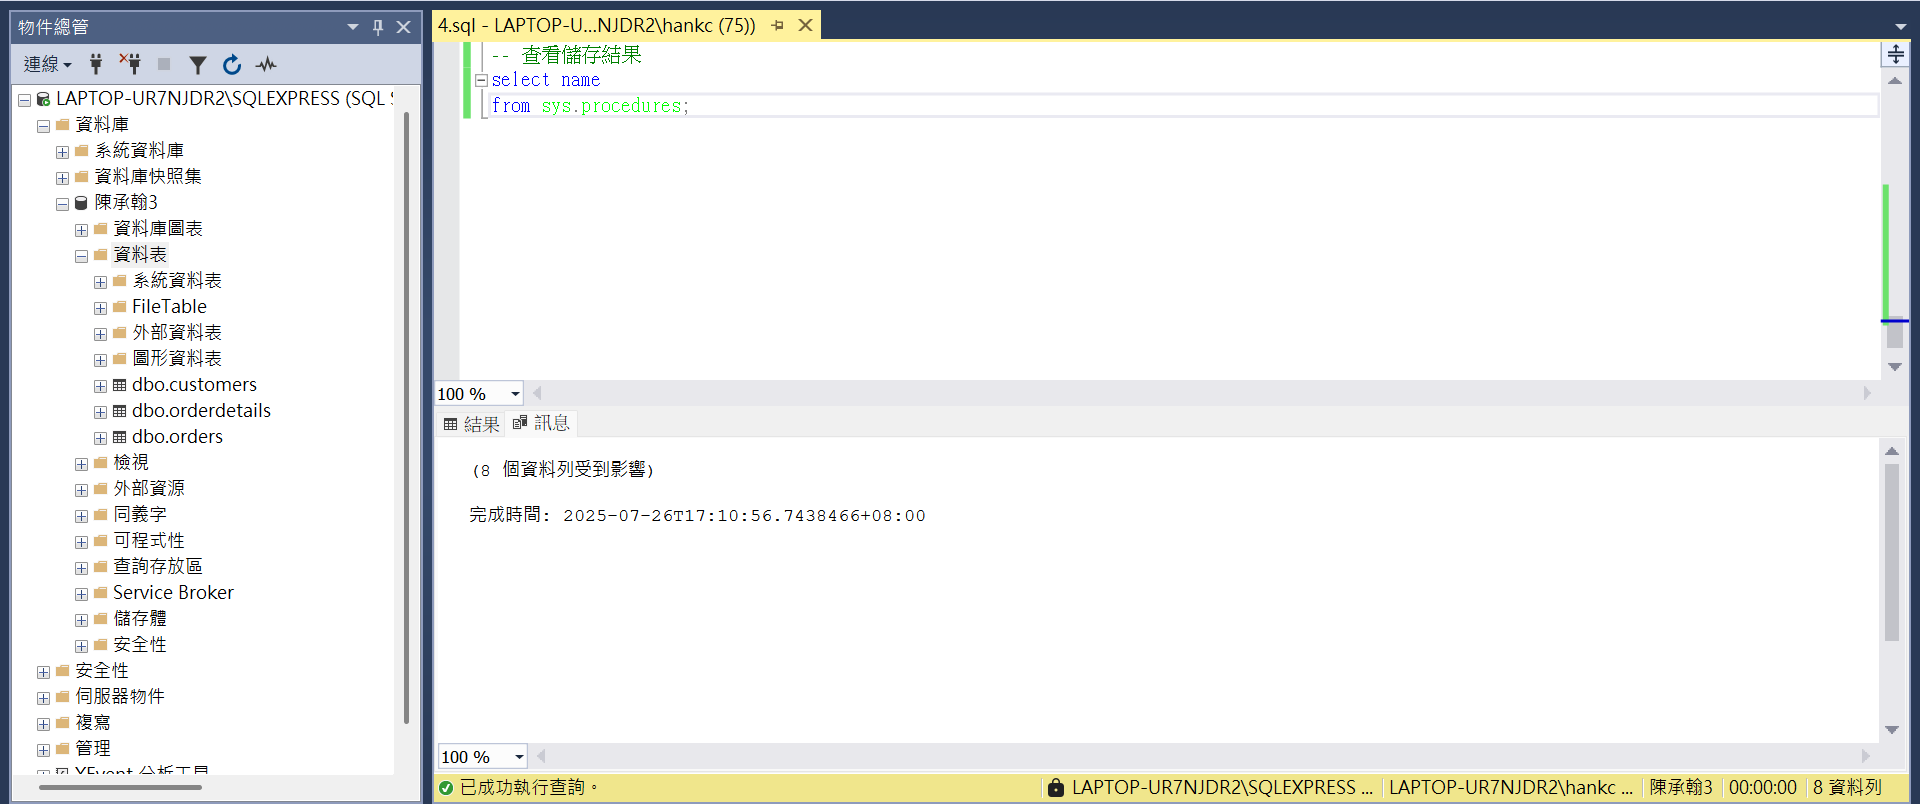 物件總管
連線
LAPTOP-UR7NJDR2\SQLEXPRESS (SQL S
資料庫
系統資料庫
資料庫快照集
陳承翰3
資料庫圖表
資料表
系統資料表
FileTable
外部資料表
圖形資料表
dbo.customers
dbo.orderdetails
dbo.orders
檢視
外部資源
同義字
可程式性
查詢存放區
Service Broker
儲存體
安全性
安全性
伺服器物件
複寫
管理
XEvent 分析工具
4.sql - LAPTOP-U...NJDR2\hankc (75))
-- 查看儲存結果
select name
from sys.procedures;
100 %
結果 訊息
(8 個資料列受到影響)
完成時間: 2025-07-26T17:10:56.7438466+08:00
100 %
已成功執行查詢。 LAPTOP-UR7NJDR2\SQLEXPRESS ... LAPTOP-UR7NJDR2\hankc ... 陳承翰3 00:00:00 8 資料列